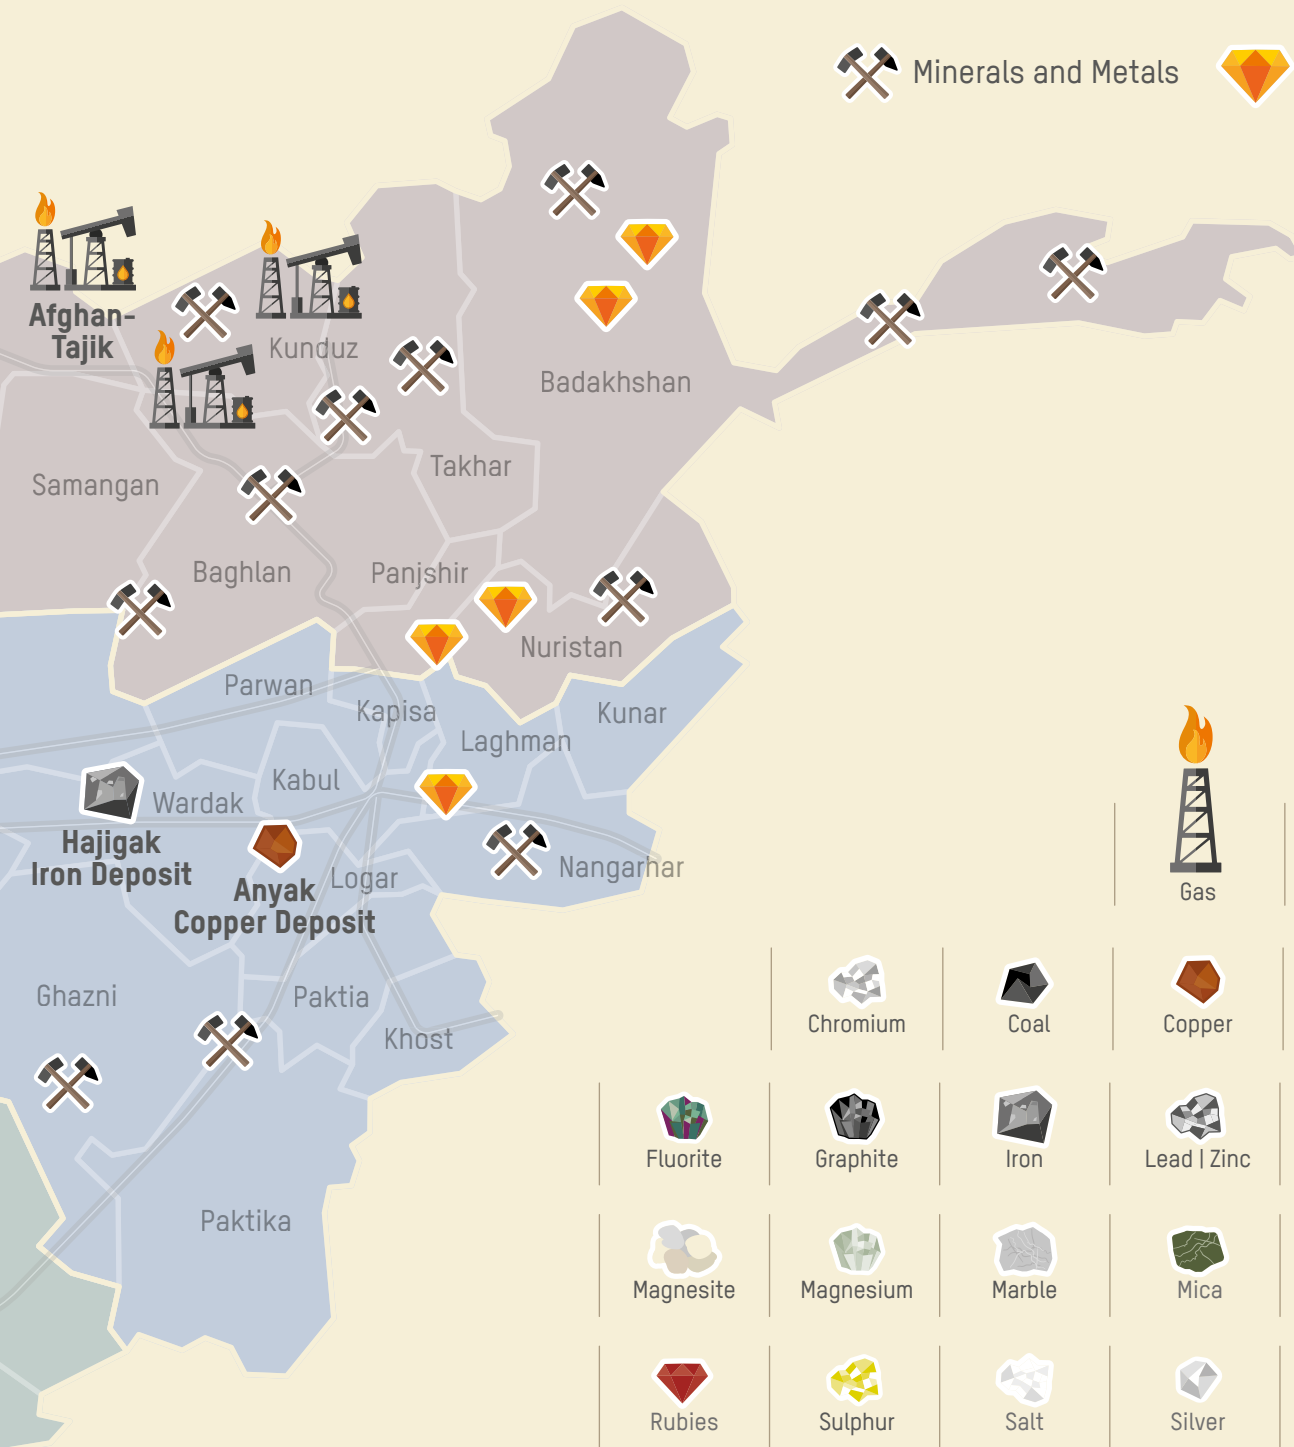 Minerals and Metals
Afghan-
Tajik
Kunduz
Badakhshan
Takhar
Samangan
Baghlan
Panjshir
Nuristan
Parwan
Kapisa
Kunar
Laghman
Kabul
Wardak
Hajigak
Iron Deposit
Anyak
Copper Deposit
Logar
Nangarhar
Gas
Ghazni
Paktia
Khost
Chromium
Coal
Copper
Fluorite
Graphite
Iron
Lead | Zinc
Paktika
Magnesite
Magnesium
Marble
Mica
Rubies
Sulphur
Salt
Silver